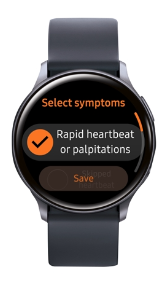 Select symptoms
Rapid heartbeat
or palpitations
Save